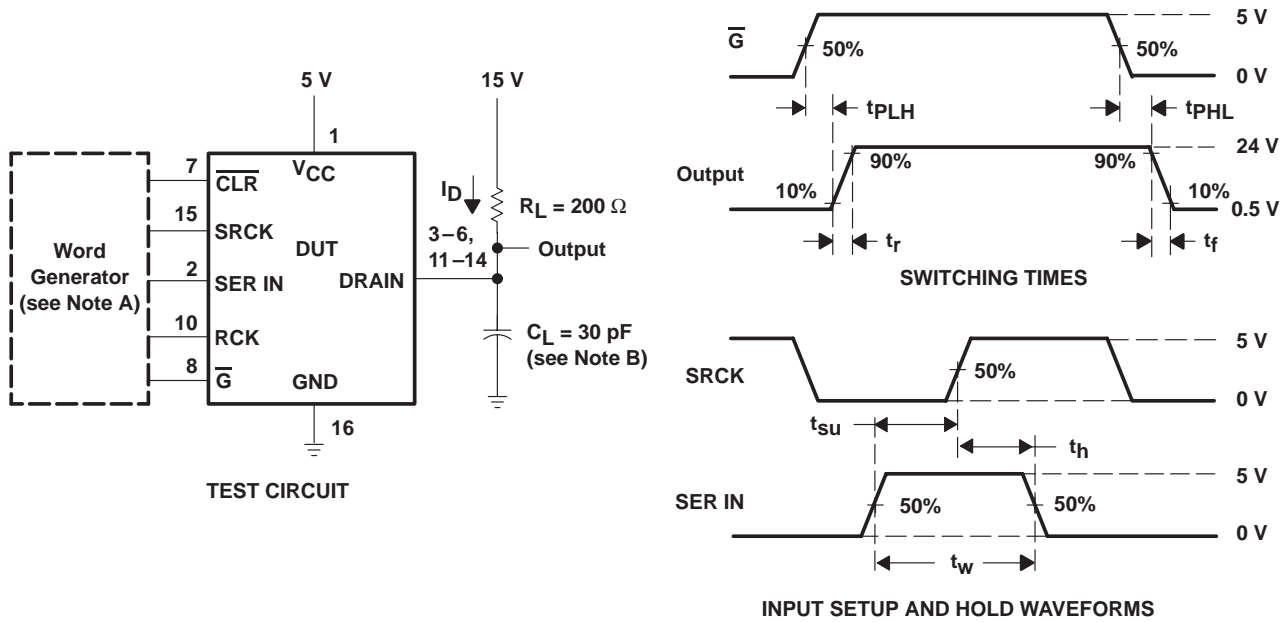 5 V
15 V
1
7
CLR
VCC
15
SRCK
DUT
Word
Generator
(see Note A)
2
SER IN
DRAIN
10
RCK
8
G
GND
16
ID
RL = 200 Ω
3–6,
11–14
Output
CL = 30 pF
(see Note B)
TEST CIRCUIT
G
50%
50%
5 V
0 V
tPLH
tPHL
Output
10%
90%
90%
10%
24 V
0.5 V
tr
tf
SWITCHING TIMES
SRCK
50%
5 V
0 V
tsu
th
SER IN
50%
50%
5 V
0 V
tw
INPUT SETUP AND HOLD WAVEFORMS